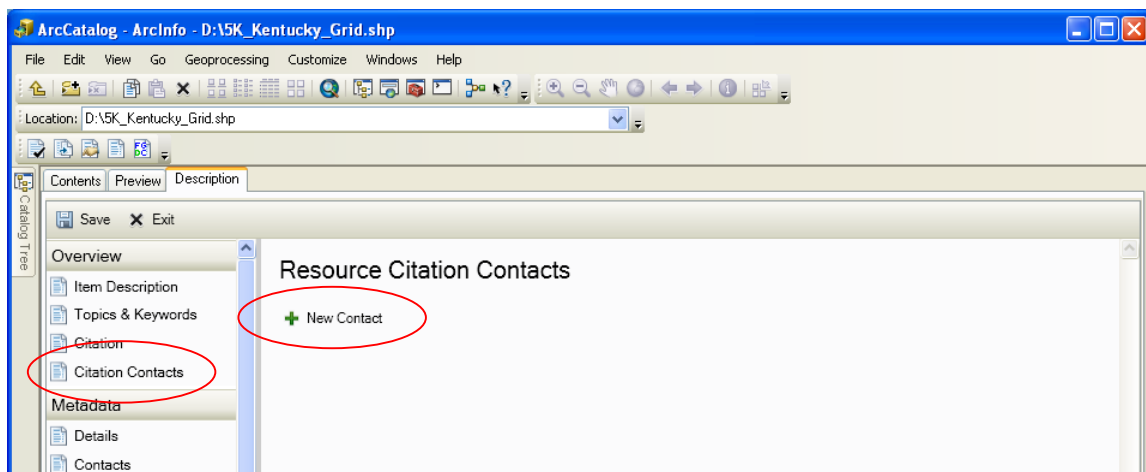 ArcCatalog - ArcInfo - D:\5K_Kentucky_Grid.shp
File Edit View Go Geoprocessing Customize Windows Help
Location: D:\5K_Kentucky_Grid.shp
FG DC
Contents Preview Description
Catalog Tree
Save Exit
Overview
Resource Citation Contacts
Item Description
Topics & Keywords
New Contact
Citation
Citation Contacts
Metadata
Details
Contacts